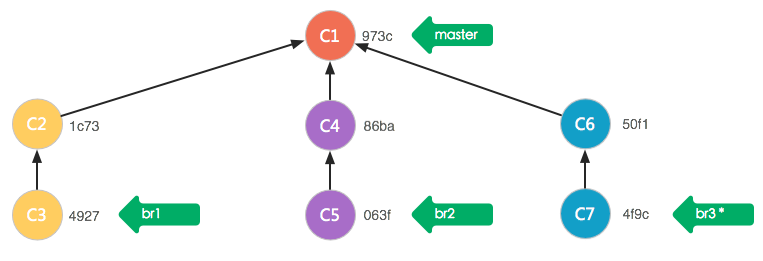 C1 973c master
C2 1c73 C4 86ba C6 50f1
C3 4927 br1 C5 063f br2 C7 4f9c br3 *